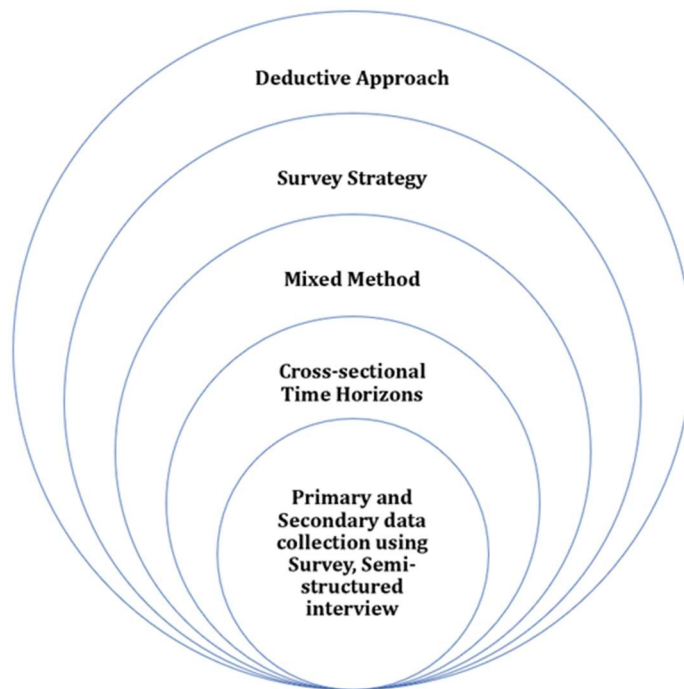 Deductive Approach
Survey Strategy
Mixed Method
Cross-sectional
Time Horizons
Primary and
Secondary data
collection using
Survey, Semi-
structured
interview